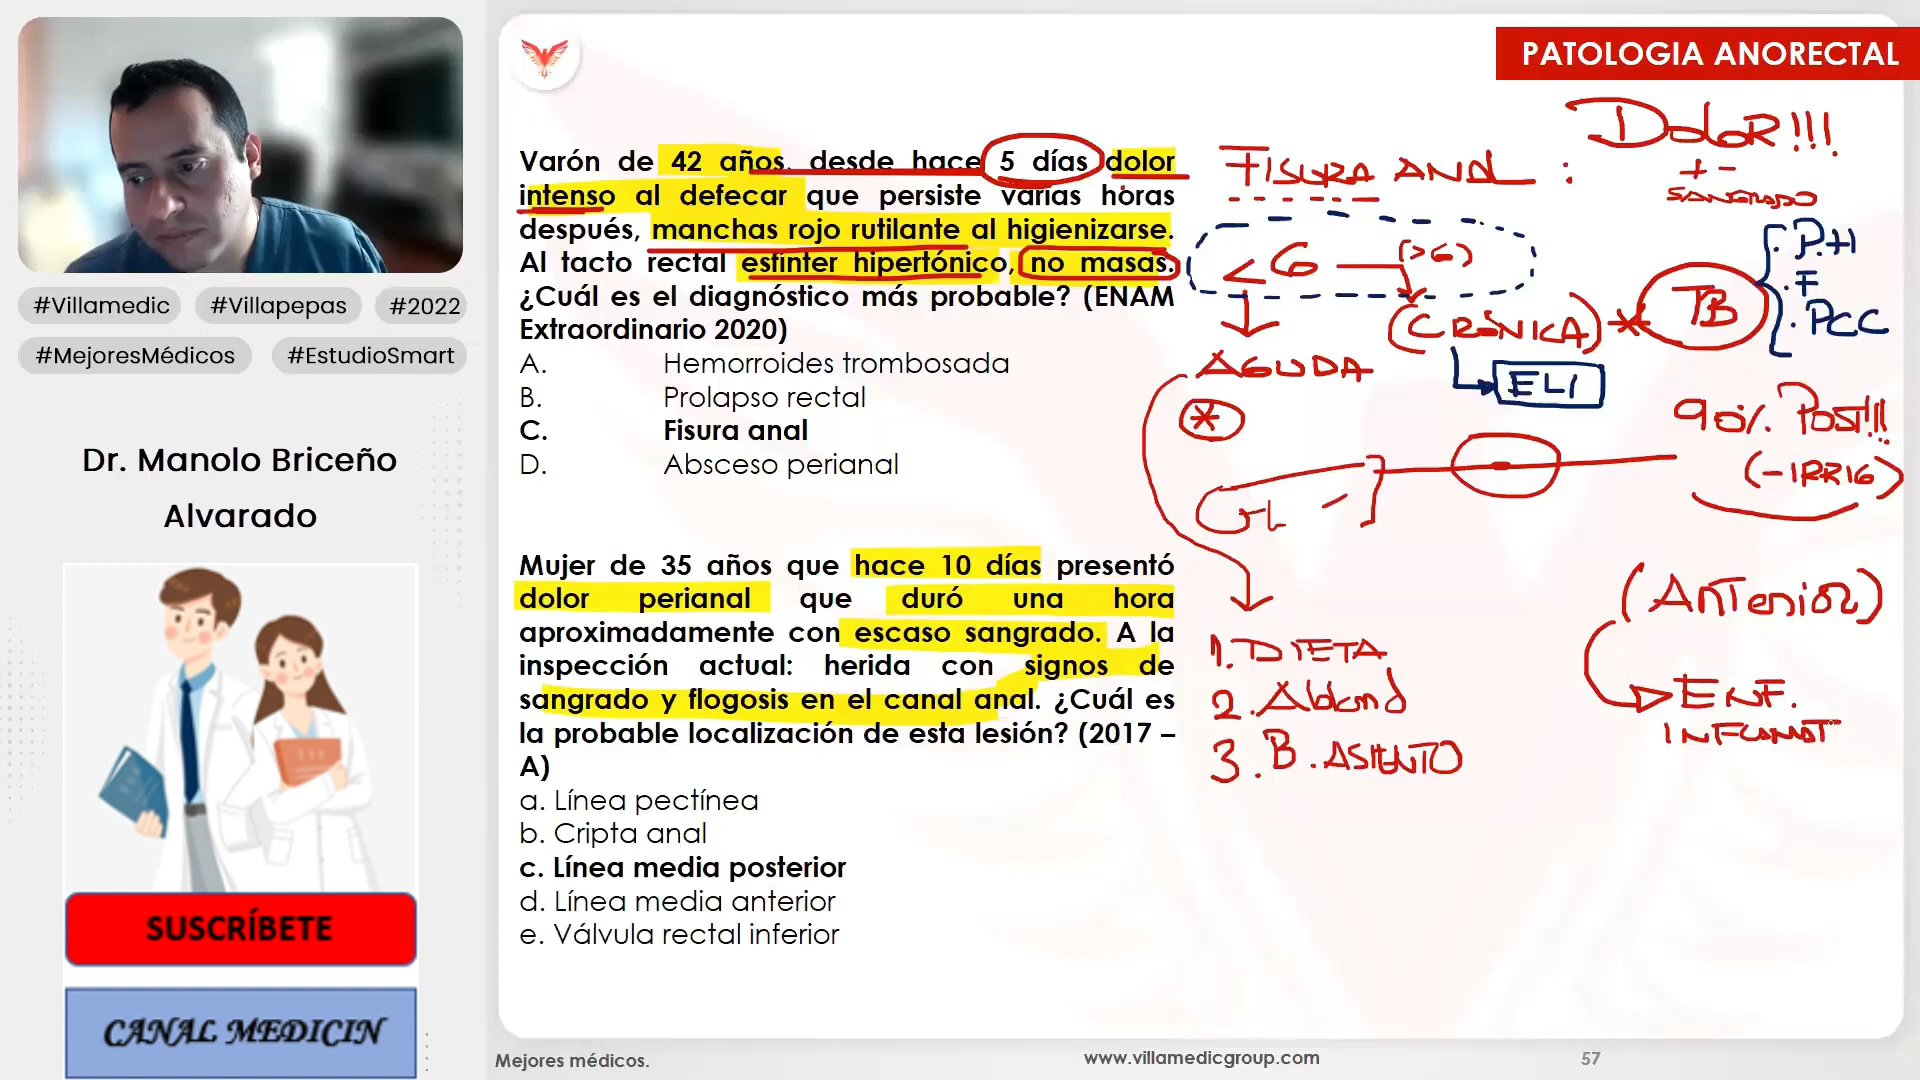 PATOLOGIA ANORECTAL
Varón de 42 años, desde hace 5 días dolor
intenso al defecar que persiste varias horas
después, manchas rojo rutilante al higienizarse.
Al tacto rectal esfínter hipertónico, no masas.
¿Cuál es el diagnóstico más probable? (ENAM
Extraordinario 2020)
A. Hemorroides trombosada
B. Prolapso rectal
C. Fisura anal
D. Absceso perianal
Mujer de 35 años que hace 10 días presentó
dolor perianal que duró una hora
aproximadamente con escaso sangrado. A la
inspección actual: herida con signos de
sangrado y flogosis en el canal anal. ¿Cuál es
la probable localización de esta lesión? (2017 –
A)
a. Línea pectínea
b. Cripta anal
c. Línea media posterior
d. Línea media anterior
e. Válvula rectal inferior
DOLOR !!!
+ -
SANGRADO
FISURA ANAL :
< 6 (>6)
AGUDA
(CRÓNICA) *
ELI
TB
P.H
. F
. PCC
*
90% POST!!!
(-IRRIG)
(ANTERIOR)
ENF.
INFLAMAT
1. DIETA
2.
3. B. ASIENTO
#Villamedic #Villapepas #2022
#MejoresMédicos #EstudioSmart
Dr. Manolo Briceño
Alvarado
SUSCRÍBETE
CANAL MEDICIN
Mejores médicos.
www.villamedicgroup.com
57